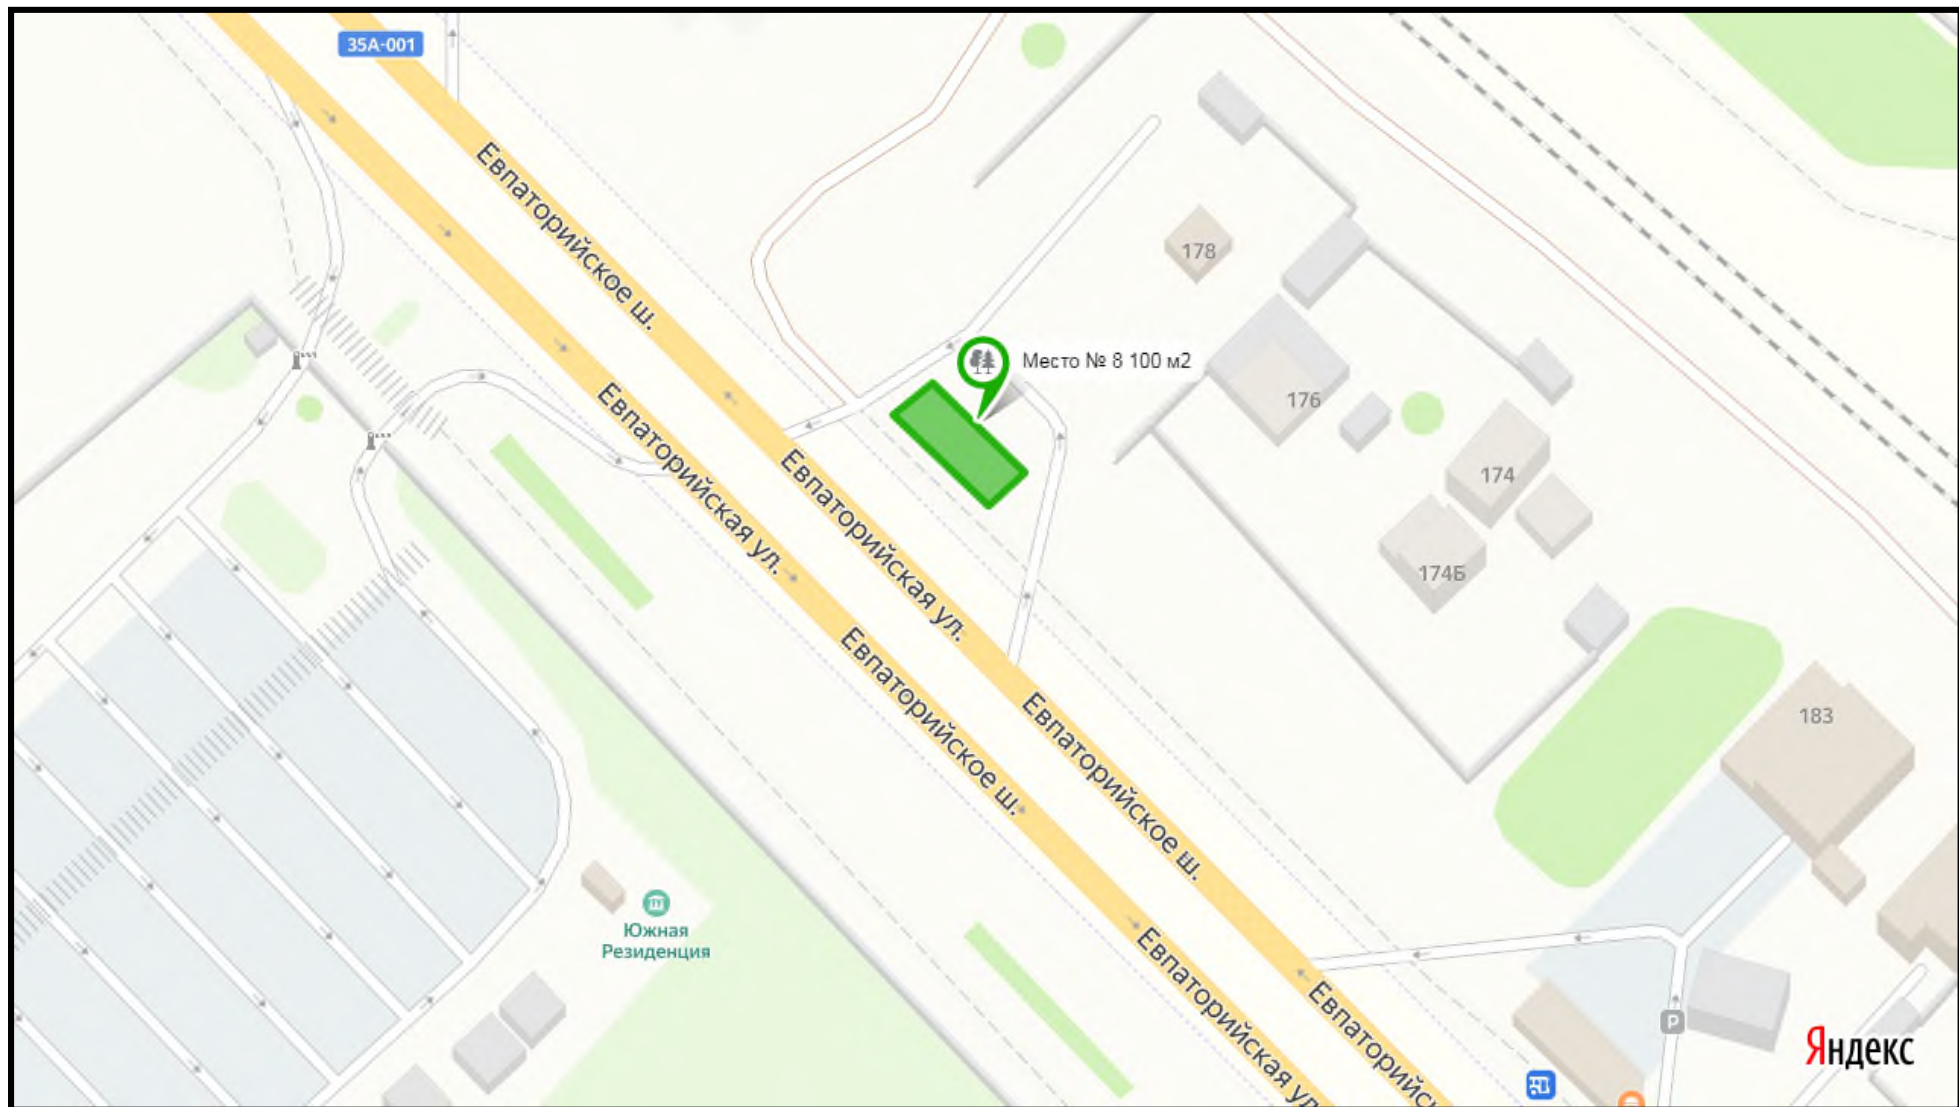 35А-001
Евпаторийское ш.
178
Место № 8 100 м2
176
Евпаторийская ул.
Евпаторийская ул.
174
174Б
Евпаторийское ш.
Евпаторийское ш.
183
Южная
Резиденция
Евпаторийская ул
Евпаторийск
P
Яндекс